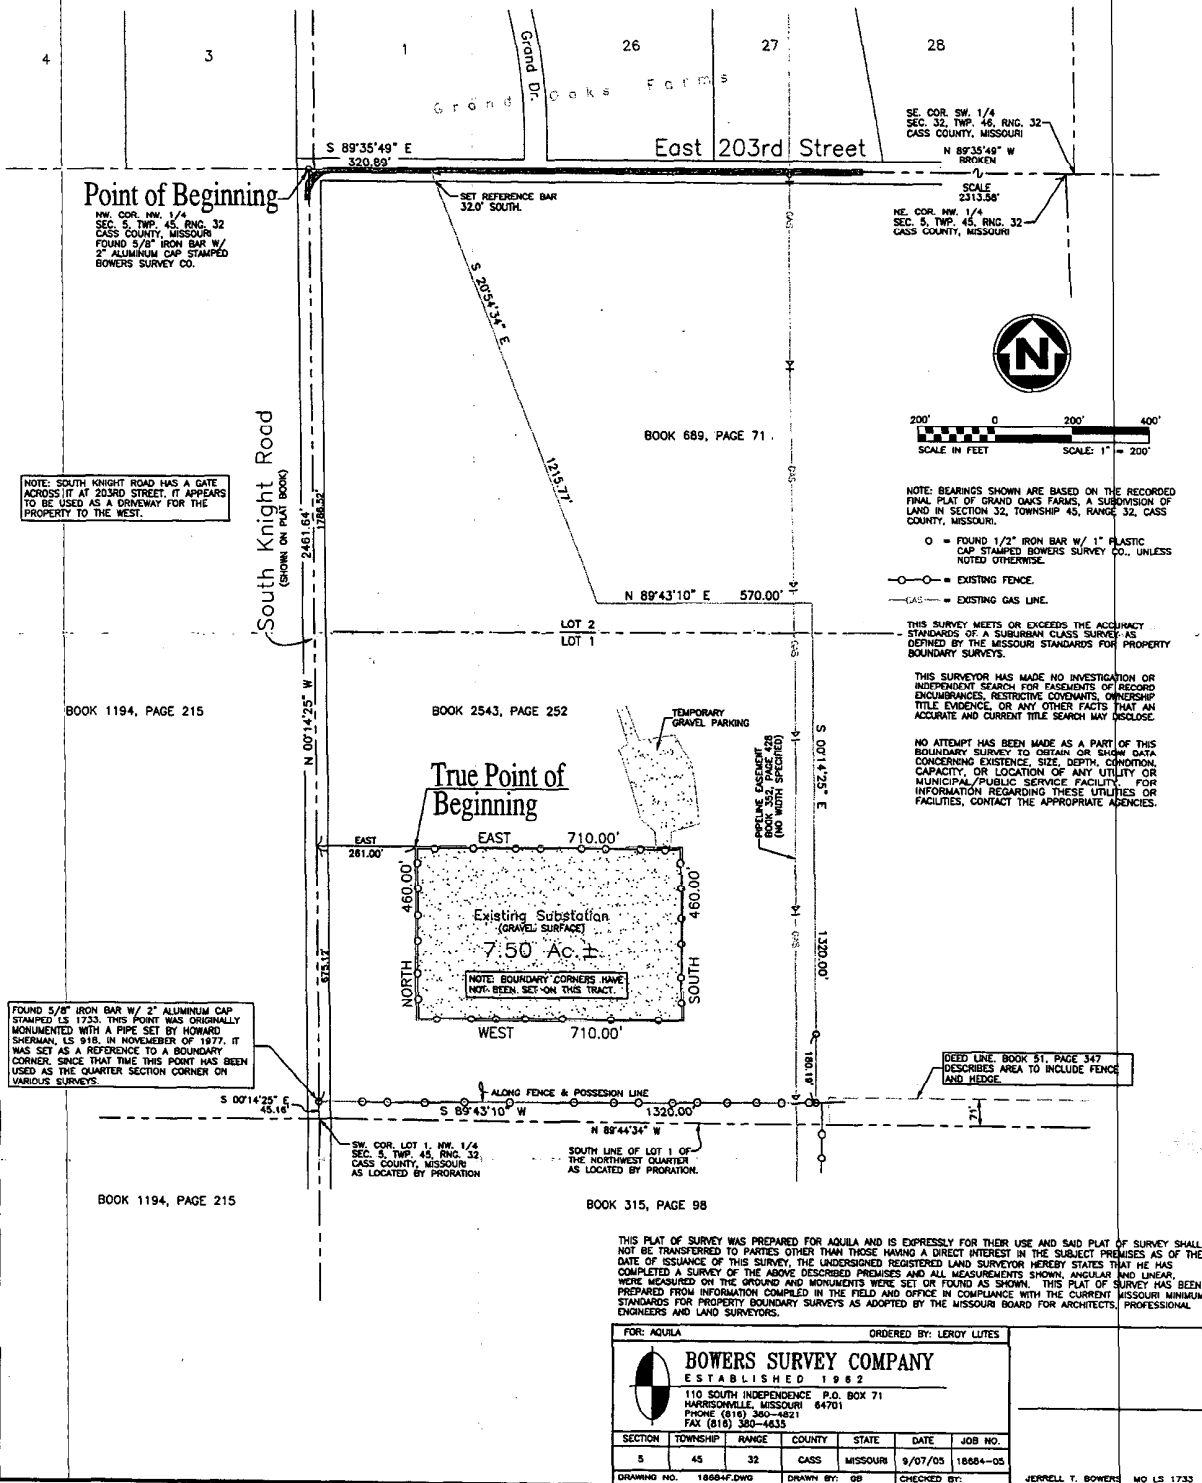 4
3
1
26
27
28
Grand Dr.
Grand Oaks Farms
SE. COR. SW. 1/4
SEC. 32, TWP. 46, RNG. 32
CASS COUNTY, MISSOURI
S 89°35'49" E
320.89'
East 203rd Street
N 89°35'49" W
BROKEN
SCALE
2313.58'
Point of Beginning
NW. COR. NW. 1/4
SEC. 5, TWP. 45, RNG. 32
CASS COUNTY, MISSOURI
FOUND 5/8" IRON BAR W/
2" ALUMINUM CAP STAMPED
BOWERS SURVEY CO.
SET REFERENCE BAR
32.0' SOUTH.
NE. COR. NW. 1/4
SEC. 5, TWP. 45, RNG. 32
CASS COUNTY, MISSOURI
GAS
S 20°54'34" E
1215.77'
N
200' 0 200' 400'
SCALE IN FEET SCALE: 1" = 200'
BOOK 689, PAGE 71
South Knight Road
(SHOWN ON PLAT BOOK)
2461.64'
1786.52'
GAS
NOTE: SOUTH KNIGHT ROAD HAS A GATE
ACROSS IT AT 203RD STREET. IT APPEARS
TO BE USED AS A DRIVEWAY FOR THE
PROPERTY TO THE WEST.
NOTE: BEARINGS SHOWN ARE BASED ON THE RECORDED
FINAL PLAT OF GRAND OAKS FARMS, A SUBDIVISION OF
LAND IN SECTION 32, TOWNSHIP 45, RANGE 32, CASS
COUNTY, MISSOURI.
O = FOUND 1/2" IRON BAR W/ 1" PLASTIC
CAP STAMPED BOWERS SURVEY CO., UNLESS
NOTED OTHERWISE.
= EXISTING FENCE.
GAS = EXISTING GAS LINE.
N 89°43'10" E 570.00'
LOT 2
LOT 1
GAS
THIS SURVEY MEETS OR EXCEEDS THE ACCURACY
STANDARDS OF A SUBURBAN CLASS SURVEY AS
DEFINED BY THE MISSOURI STANDARDS FOR PROPERTY
BOUNDARY SURVEYS.
THIS SURVEYOR HAS MADE NO INVESTIGATION OR
INDEPENDENT SEARCH FOR EASEMENTS OF RECORD
ENCUMBRANCES, RESTRICTIVE COVENANTS, OWNERSHIP
TITLE EVIDENCE, OR ANY OTHER FACTS THAT AN
ACCURATE AND CURRENT TITLE SEARCH MAY DISCLOSE.
NO ATTEMPT HAS BEEN MADE AS A PART OF THIS
BOUNDARY SURVEY TO OBTAIN OR SHOW DATA
CONCERNING EXISTENCE, SIZE, DEPTH, CONDITION,
CAPACITY, OR LOCATION OF ANY UTILITY OR
MUNICIPAL/PUBLIC SERVICE FACILITY. FOR
INFORMATION REGARDING THESE UTILITIES OR
FACILITIES, CONTACT THE APPROPRIATE AGENCIES.
N 00°14'25" W
BOOK 1194, PAGE 215
BOOK 2543, PAGE 252
TEMPORARY
GRAVEL PARKING
PIPELINE EASEMENT
BOOK 352, PAGE 428
(NO WIDTH SPECIFIED)
S 00°14'25" E
True Point of
Beginning
EAST
261.00'
EAST 710.00'
460.00'
NORTH
Existing Substation
(GRAVEL SURFACE)
7.50 Ac.±
NOTE: BOUNDARY CORNERS HAVE
NOT BEEN SET ON THIS TRACT.
460.00'
SOUTH
WEST 710.00'
GAS
1320.00'
675.17'
FOUND 5/8" IRON BAR W/ 2" ALUMINUM CAP
STAMPED LS 1733. THIS POINT WAS ORIGINALLY
MONUMENTED WITH A PIPE SET BY HOWARD
SHERMAN, LS 918, IN NOVEMEBER OF 1977. IT
WAS SET AS A REFERENCE TO A BOUNDARY
CORNER. SINCE THAT TIME THIS POINT HAS BEEN
USED AS THE QUARTER SECTION CORNER ON
VARIOUS SURVEYS.
180.19'
DEED LINE. BOOK 51, PAGE 347
DESCRIBES AREA TO INCLUDE FENCE
AND HEDGE.
71'
S 00°14'25" E
45.16'
ALONG FENCE & POSSESION LINE
S 89°43'10" W 1320.00'
N 89°44'34" W
SW. COR. LOT 1, NW. 1/4
SEC. 5, TWP. 45, RNG. 32
CASS COUNTY, MISSOURI
AS LOCATED BY PRORATION
SOUTH LINE OF LOT 1 OF
THE NORTHWEST QUARTER
AS LOCATED BY PRORATION.
BOOK 1194, PAGE 215
BOOK 315, PAGE 98
THIS PLAT OF SURVEY WAS PREPARED FOR AQUILA AND IS EXPRESSLY FOR THEIR USE AND SAID PLAT OF SURVEY SHALL
NOT BE TRANSFERRED TO PARTIES OTHER THAN THOSE HAVING A DIRECT INTEREST IN THE SUBJECT PREMISES AS OF THE
DATE OF ISSUANCE OF THIS SURVEY, THE UNDERSIGNED REGISTERED LAND SURVEYOR HEREBY STATES THAT HE HAS
COMPLETED A SURVEY OF THE ABOVE DESCRIBED PREMISES AND ALL MEASUREMENTS SHOWN, ANGULAR AND LINEAR,
WERE MEASURED ON THE GROUND AND MONUMENTS WERE SET OR FOUND AS SHOWN. THIS PLAT OF SURVEY HAS BEEN
PREPARED FROM INFORMATION COMPILED IN THE FIELD AND OFFICE IN COMPLIANCE WITH THE CURRENT MISSOURI MINIMUM
STANDARDS FOR PROPERTY BOUNDARY SURVEYS AS ADOPTED BY THE MISSOURI BOARD FOR ARCHITECTS, PROFESSIONAL
ENGINEERS AND LAND SURVEYORS.
FOR: AQUILA ORDERED BY: LEROY LUTES
BOWERS SURVEY COMPANY
ESTABLISHED 1962
110 SOUTH INDEPENDENCE P.O. BOX 71
HARRISONVILLE, MISSOURI 64701
PHONE (816) 380-4821
FAX (816) 380-4635
SECTION TOWNSHIP RANGE COUNTY STATE DATE JOB NO.
5 45 32 CASS MISSOURI 9/07/05 18684-05
DRAWING NO. 18684F.DWG DRAWN BY: GB CHECKED BY:
JERRELL T. BOWERS MO LS 1733